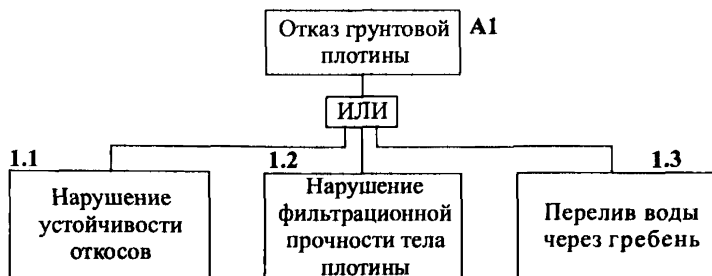 Отказ грунтовой
плотины
А1
ИЛИ
1.1
Нарушение
устойчивости
откосов
1.2
Нарушение
фильтрационной
прочности тела
плотины
1.3
Перелив воды
через гребень